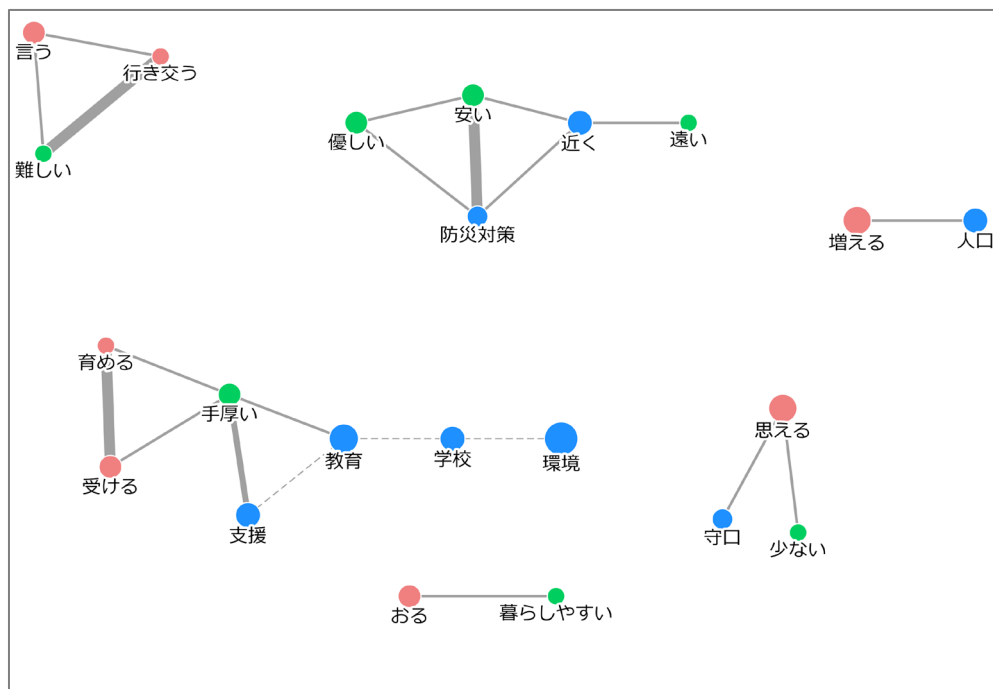 言う
行き交う
難しい
安い
優しい
近く
遠い
防災対策
増える
人口
育める
手厚い
受ける
教育
学校
環境
支援
思える
守口
少ない
おる
暮らしやすい